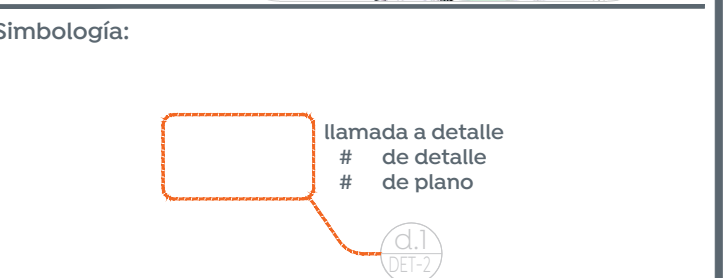 Simbología:
llamada a detalle
# de detalle
# de plano
d.1
DET-2